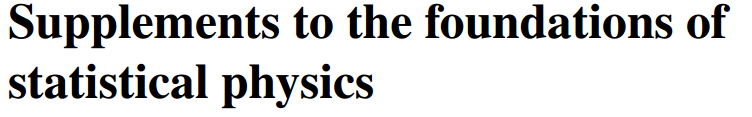 Supplements to the foundations of
statistical physics